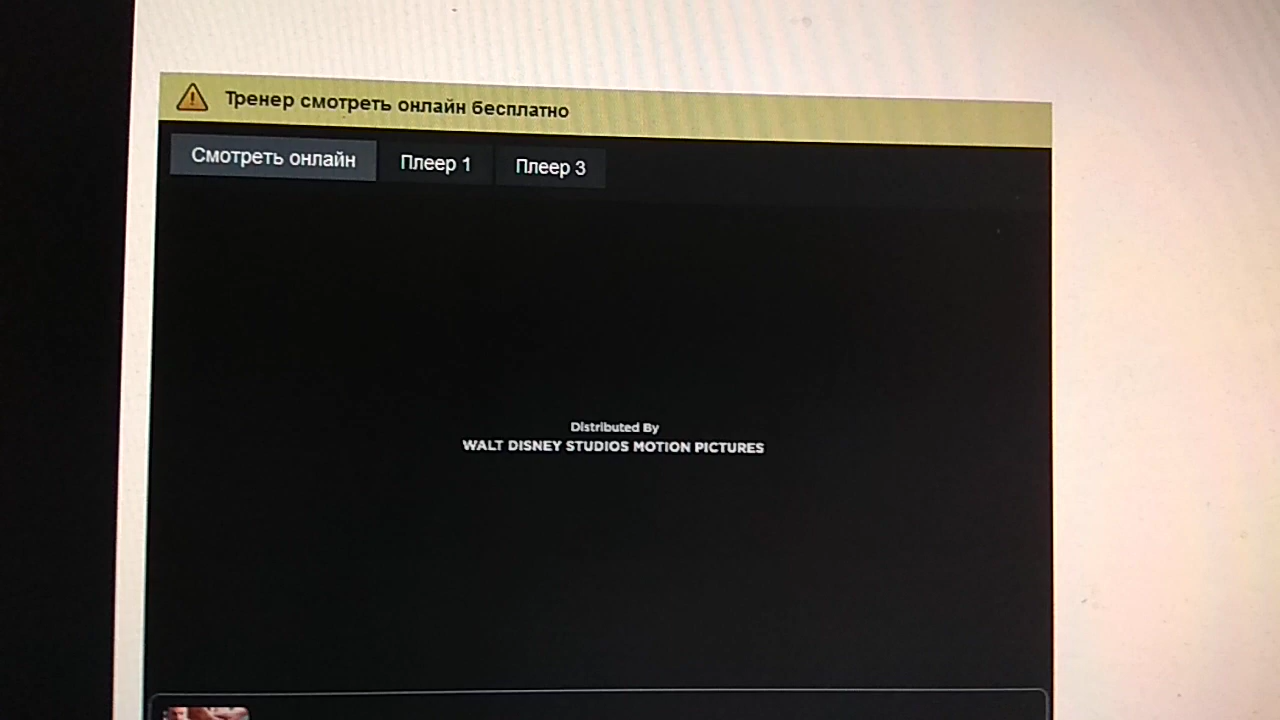 Тренер смотреть онлайн бесплатно
Смотреть онлайн
Плеер 1
Плеер 3
Distributed By
WALT DISNEY STUDIOS MOTION PICTURES